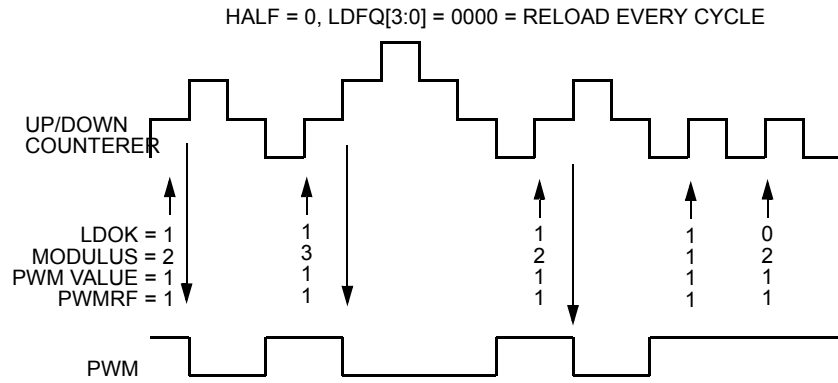 HALF = 0, LDFQ[3:0] = 0000 = RELOAD EVERY CYCLE
UP/DOWN
COUNTERER
LDOK = 1 1 1 1 0
MODULUS = 2 3 2 1 2
PWM VALUE = 1 1 1 1 1
PWMRF = 1 1 1 1 1
PWM